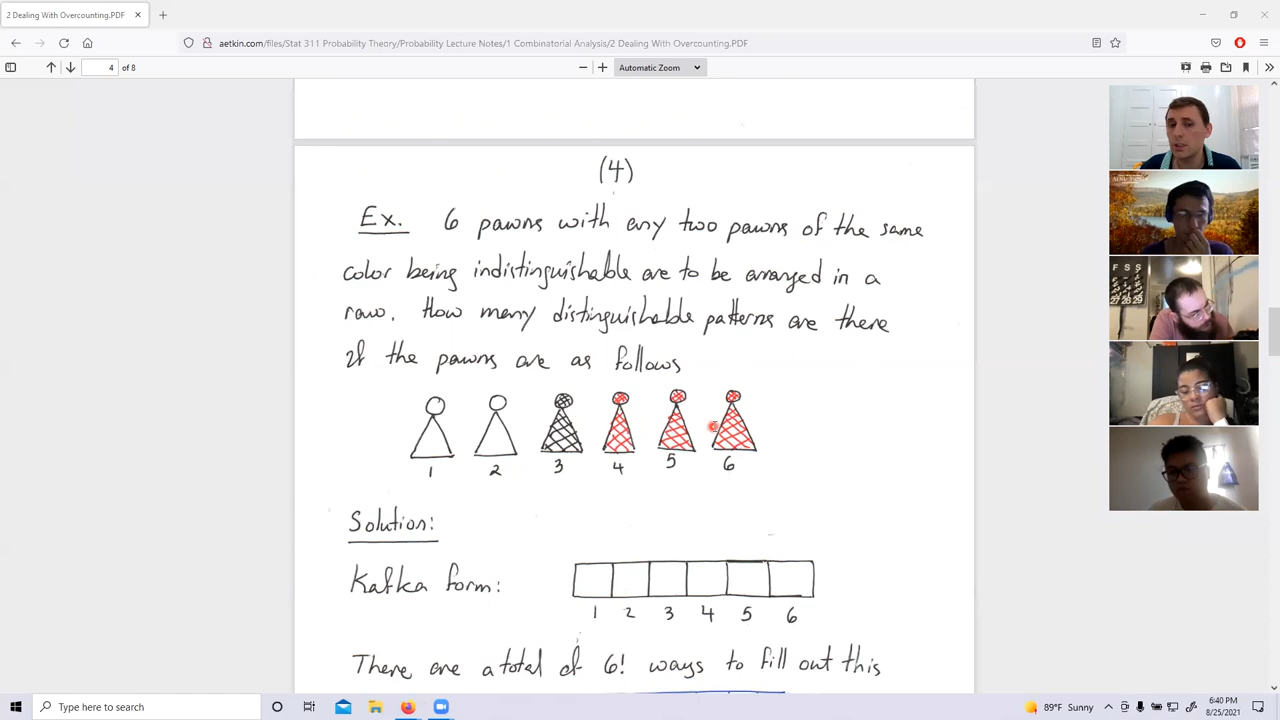 2 Dealing With Overcounting.PDF
aetkin.com/files/Stat 311 Probability Theory/Probability Lecture Notes/1 Combinatorial Analysis/2 Dealing With Overcounting.PDF
4 of 8
Automatic Zoom
(4)
Ex. 6 pawns with any two pawns of the same
color being indistinguishable are to be arranged in a
row. How many distinguishable patterns are there
if the pawns are as follows
1 2 3 4 5 6
Solution:
Kafka form:
1 2 3 4 5 6
There are a total of 6! ways to fill out this
F S S
27 28 29
Type here to search
89°F Sunny
6:40 PM
8/25/2021